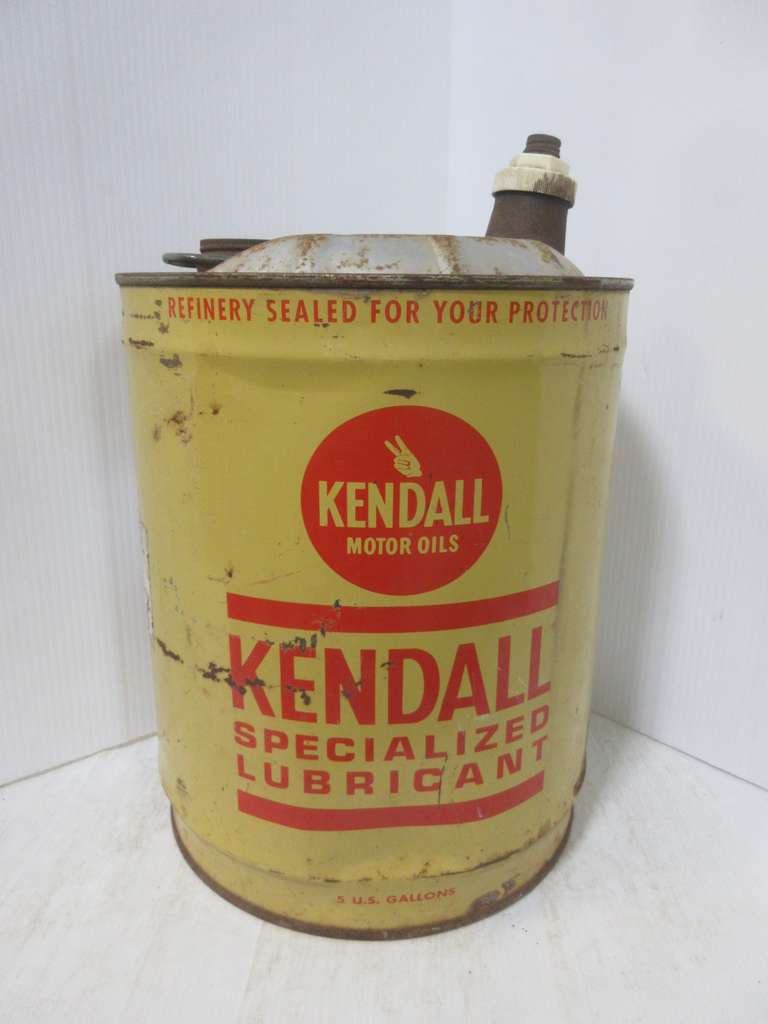 REFINERY SEALED FOR YOUR PROTECTION
KENDALL
MOTOR OILS
KENDALL
SPECIALIZED
LUBRICANT
5 U.S. GALLONS